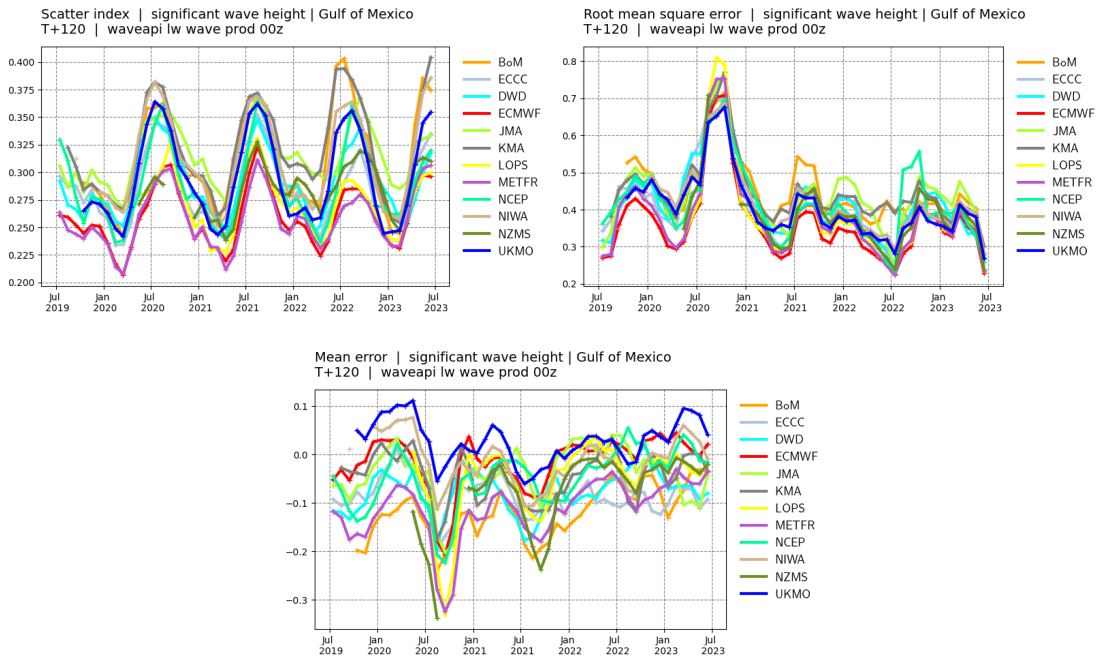 Scatter index | significant wave height | Gulf of Mexico
T+120 | waveapi lw wave prod 00z
0.400
0.375
0.350
0.325
0.300
0.275
0.250
0.225
0.200
Jul 2019
Jan 2020
Jul 2020
Jan 2021
Jul 2021
Jan 2022
Jul 2022
Jan 2023
Jul 2023
BoM
ECCC
DWD
ECMWF
JMA
KMA
LOPS
METFR
NCEP
NIWA
NZMS
UKMO
Root mean square error | significant wave height | Gulf of Mexico
T+120 | waveapi lw wave prod 00z
0.8
0.7
0.6
0.5
0.4
0.3
0.2
Jul 2019
Jan 2020
Jul 2020
Jan 2021
Jul 2021
Jan 2022
Jul 2022
Jan 2023
Jul 2023
BoM
ECCC
DWD
ECMWF
JMA
KMA
LOPS
METFR
NCEP
NIWA
NZMS
UKMO
Mean error | significant wave height | Gulf of Mexico
T+120 | waveapi lw wave prod 00z
0.1
0.0
−0.1
−0.2
−0.3
Jul 2019
Jan 2020
Jul 2020
Jan 2021
Jul 2021
Jan 2022
Jul 2022
Jan 2023
Jul 2023
BoM
ECCC
DWD
ECMWF
JMA
KMA
LOPS
METFR
NCEP
NIWA
NZMS
UKMO